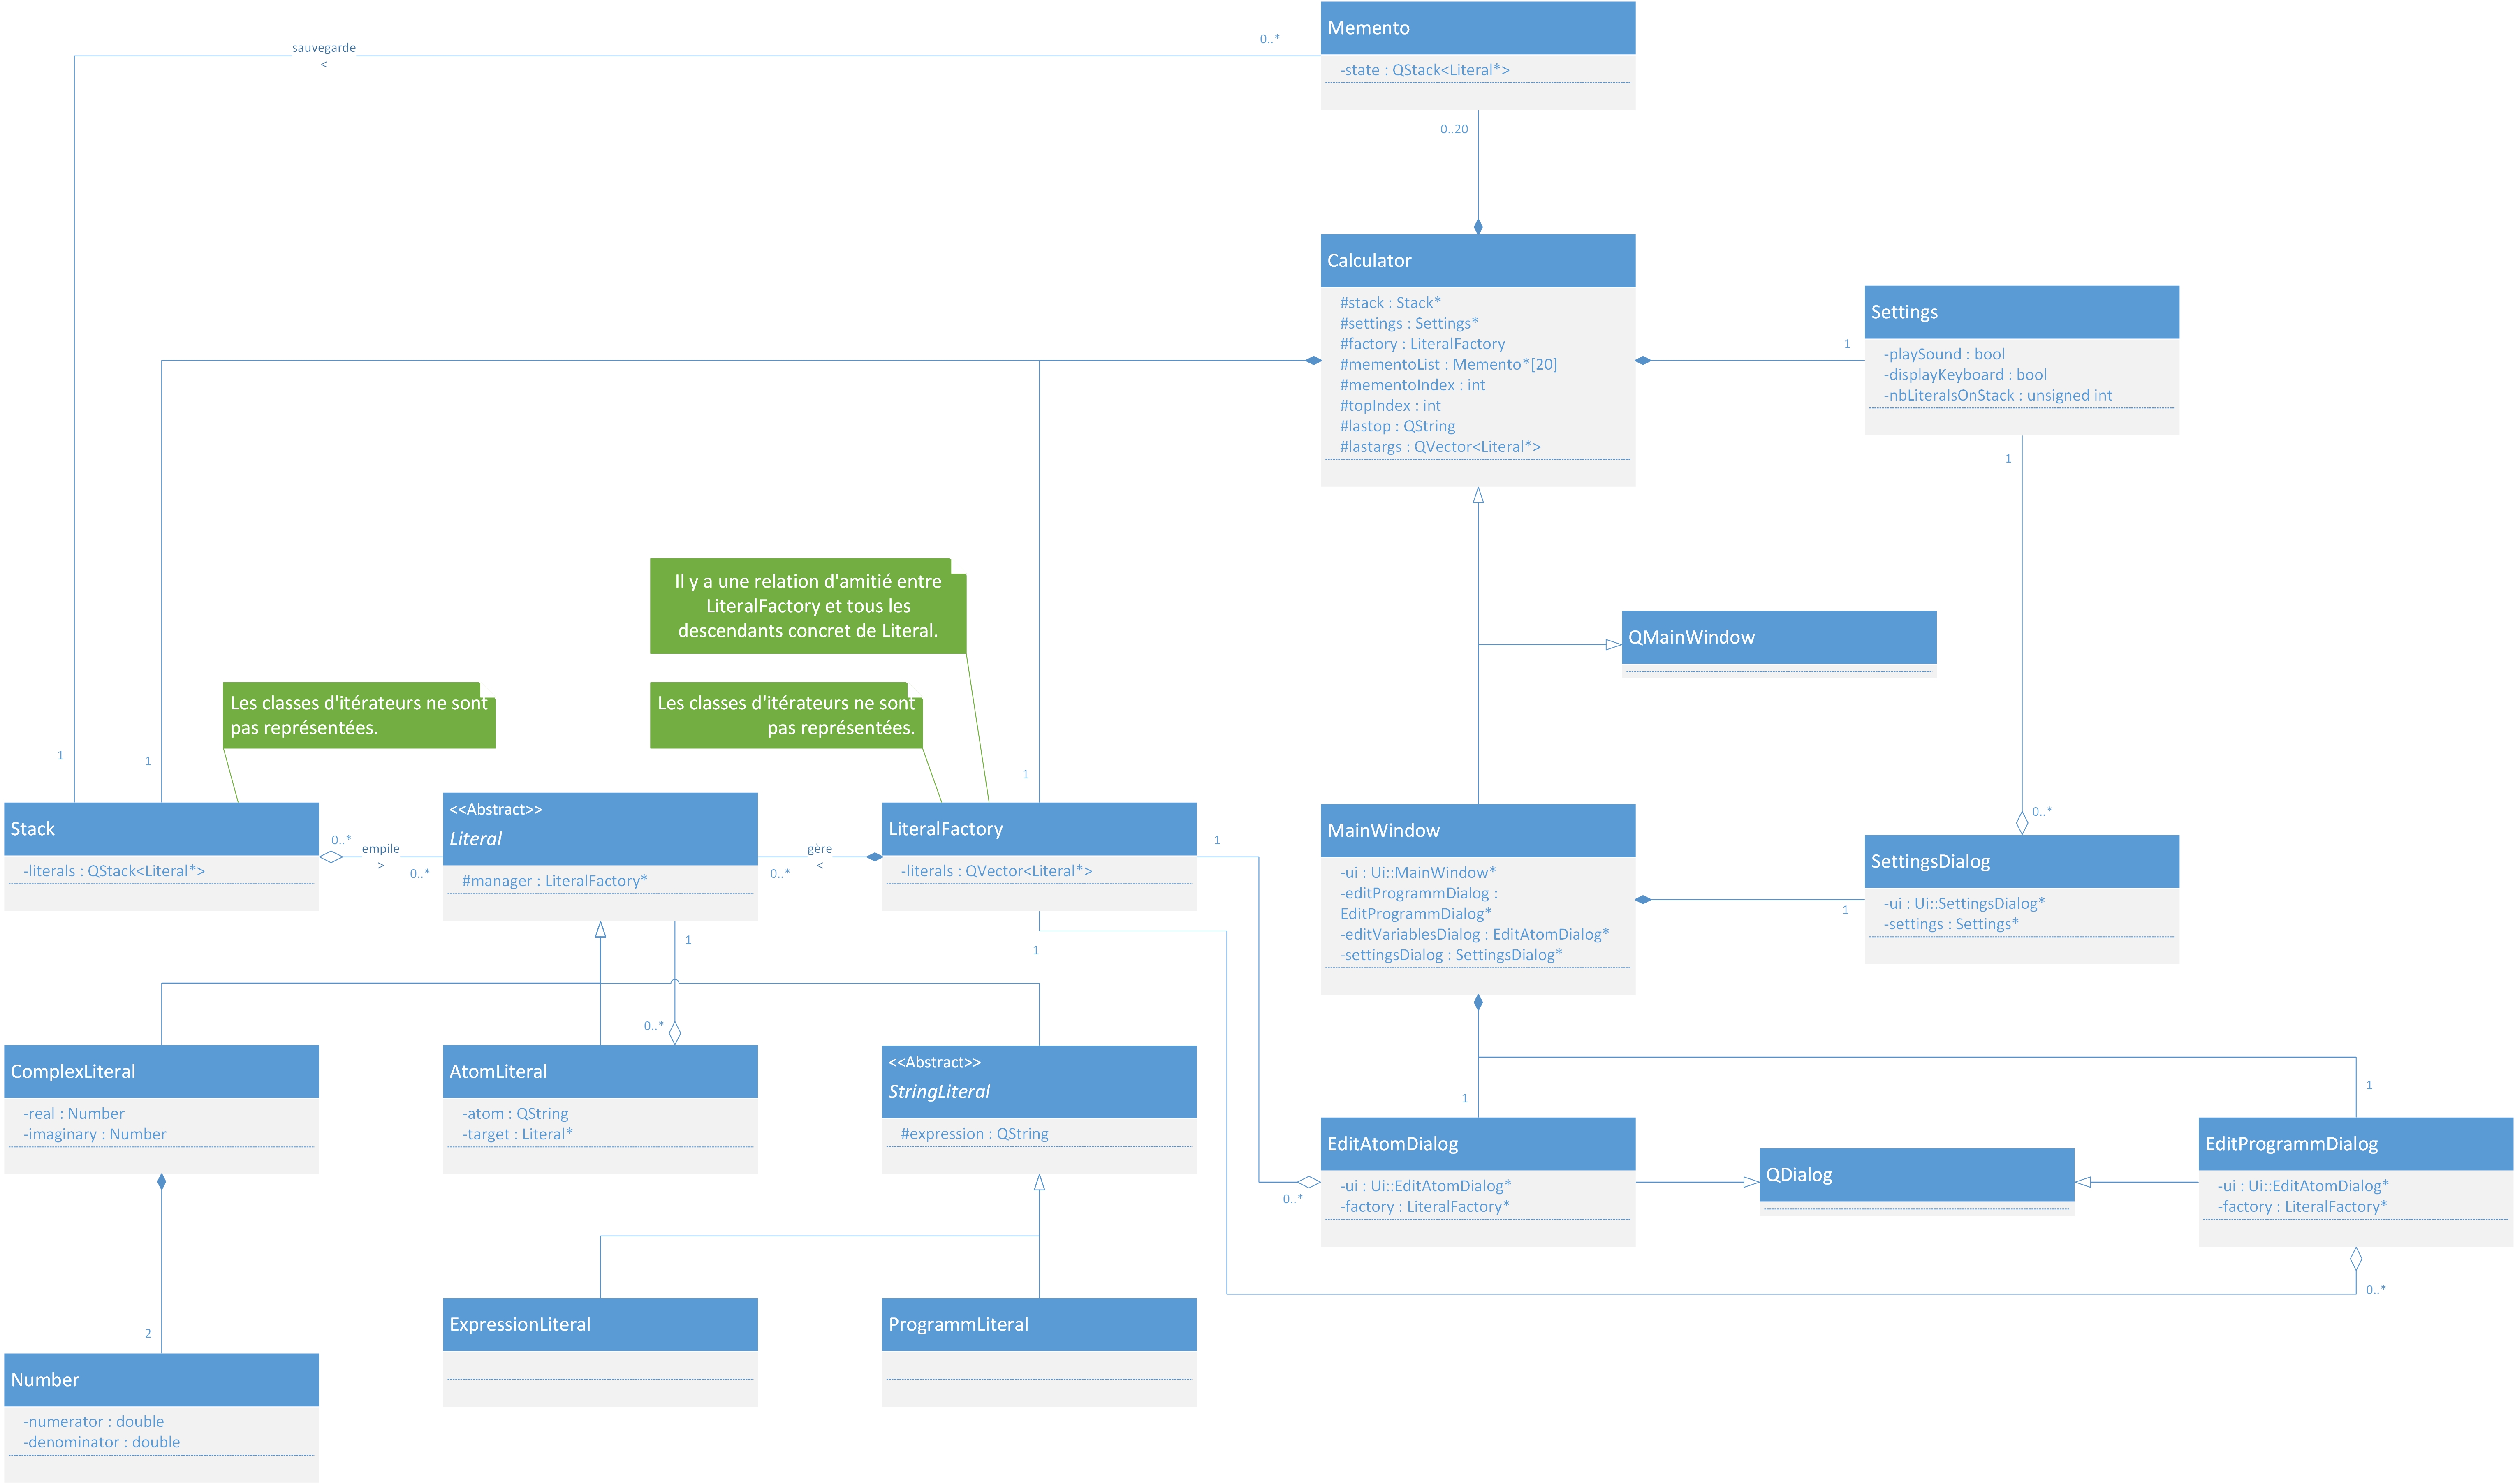 sauvegarde
<
0..*
Memento
-state : QStack<Literal*>
0..20
Calculator
#stack : Stack*
#settings : Settings*
#factory : LiteralFactory
#mementoList : Memento*[20]
#mementoIndex : int
#topIndex : int
#lastop : QString
#lastargs : QVector<Literal*>
1
Settings
-playSound : bool
-displayKeyboard : bool
-nbLiteralsOnStack : unsigned int
1
Il y a une relation d'amitié entre
LiteralFactory et tous les
descendants concret de Literal.
QMainWindow
Les classes d'itérateurs ne sont
pas représentées.
Les classes d'itérateurs ne sont
pas représentées.
1
1
1
Stack
-literals : QStack<Literal*>
0..*
empile
>
0..*
<<Abstract>>
Literal
#manager : LiteralFactory*
gère
<
0..*
LiteralFactory
-literals : QVector<Literal*>
1
MainWindow
-ui : Ui::MainWindow*
-editProgrammDialog :
EditProgrammDialog*
-editVariablesDialog : EditAtomDialog*
-settingsDialog : SettingsDialog*
1
0..*
SettingsDialog
-ui : Ui::SettingsDialog*
-settings : Settings*
1
1
0..*
ComplexLiteral
-real : Number
-imaginary : Number
AtomLiteral
-atom : QString
-target : Literal*
<<Abstract>>
StringLiteral
#expression : QString
1
1
EditAtomDialog
-ui : Ui::EditAtomDialog*
-factory : LiteralFactory*
0..*
QDialog
EditProgrammDialog
-ui : Ui::EditAtomDialog*
-factory : LiteralFactory*
0..*
2
ExpressionLiteral
ProgrammLiteral
Number
-numerator : double
-denominator : double